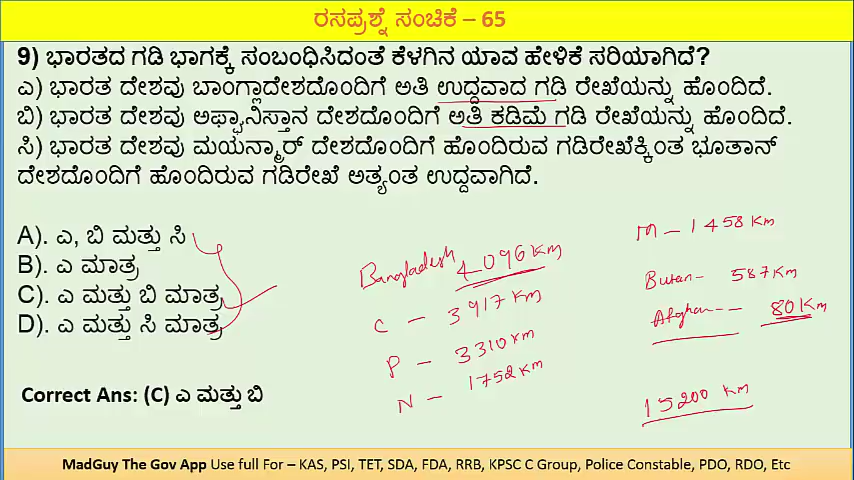 ರಸಪ್ರಶ್ನೆ ಸಂಚಿಕೆ – 65
9) ಭಾರತದ ಗಡಿ ಭಾಗಕ್ಕೆ ಸಂಬಂಧಿಸಿದಂತೆ ಕೆಳಗಿನ ಯಾವ ಹೇಳಿಕೆ ಸರಿಯಾಗಿದೆ?
ಎ) ಭಾರತ ದೇಶವು ಬಾಂಗ್ಲಾದೇಶದೊಂದಿಗೆ ಅತಿ ಉದ್ದವಾದ ಗಡಿ ರೇಖೆಯನ್ನು ಹೊಂದಿದೆ.
ಬಿ) ಭಾರತ ದೇಶವು ಅಫ್ಘಾನಿಸ್ತಾನ ದೇಶದೊಂದಿಗೆ ಅತಿ ಕಡಿಮೆ ಗಡಿ ರೇಖೆಯನ್ನು ಹೊಂದಿದೆ.
ಸಿ) ಭಾರತ ದೇಶವು ಮಯನ್ಮಾರ್ ದೇಶದೊಂದಿಗೆ ಹೊಂದಿರುವ ಗಡಿರೇಖೆಕ್ಕಿಂತ ಭೂತಾನ್
ದೇಶದೊಂದಿಗೆ ಹೊಂದಿರುವ ಗಡಿರೇಖೆ ಅತ್ಯಂತ ಉದ್ದವಾಗಿದೆ.
A). ಎ, ಬಿ ಮತ್ತು ಸಿ
B). ಎ ಮಾತ್ರ
C). ಎ ಮತ್ತು ಬಿ ಮಾತ್ರ
D). ಎ ಮತ್ತು ಸಿ ಮಾತ್ರ
Correct Ans: (C) ಎ ಮತ್ತು ಬಿ
Bangladesh 4096 Km
C – 3917 Km
P – 3310 Km
N – 1752 Km
M – 1458 Km
Butan – 587 Km
Afghan – 80 Km
15200 Km
MadGuy The Gov App Use full For – KAS, PSI, TET, SDA, FDA, RRB, KPSC C Group, Police Constable, PDO, RDO, Etc